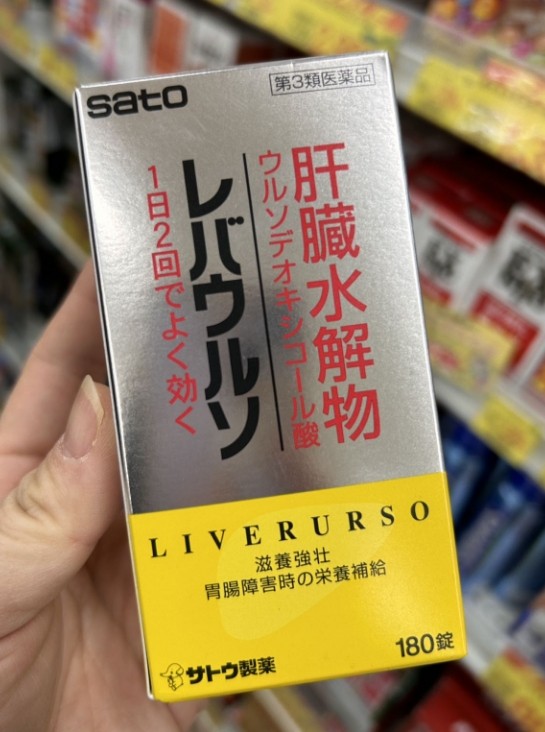 sato
第3類医薬品
肝臓水解物
ウルソデオキシコール酸
レバウルソ
1日2回でよく効く
LIVERURSO
滋養強壮
胃腸障害時の栄養補給
180錠
サトウ製薬